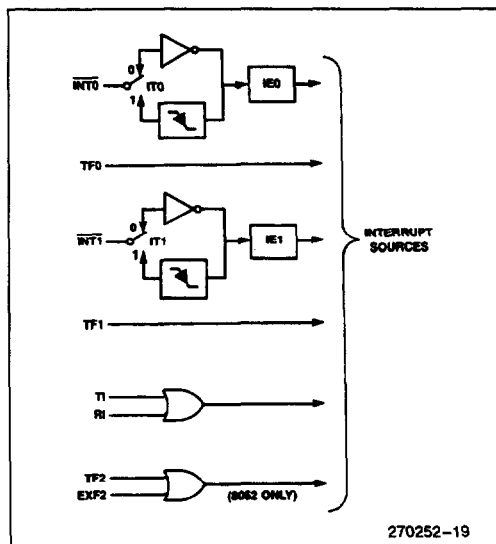 0
INT0
IT0
1
IE0
TF0
0
INT1
IT1
1
IE1
INTERRUPT
SOURCES
TF1
TI
RI
TF2
EXF2
(8052 ONLY)
270252-19